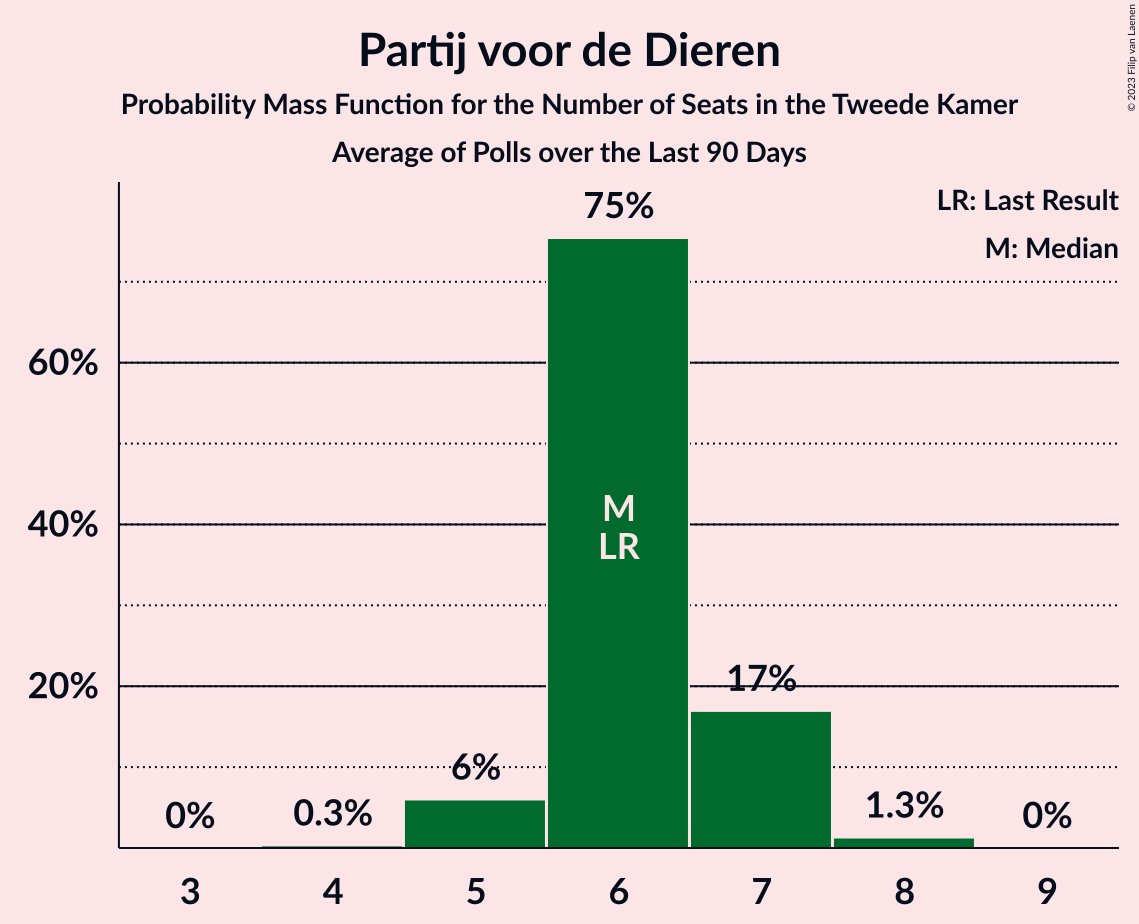 Partij voor de Dieren
Probability Mass Function for the Number of Seats in the Tweede Kamer
Average of Polls over the Last 90 Days
© 2023 Filip van Laenen
LR: Last Result
M: Median
60%
40%
20%
0%
0.3%
6%
75%
M
LR
17%
1.3%
0%
3
4
5
6
7
8
9